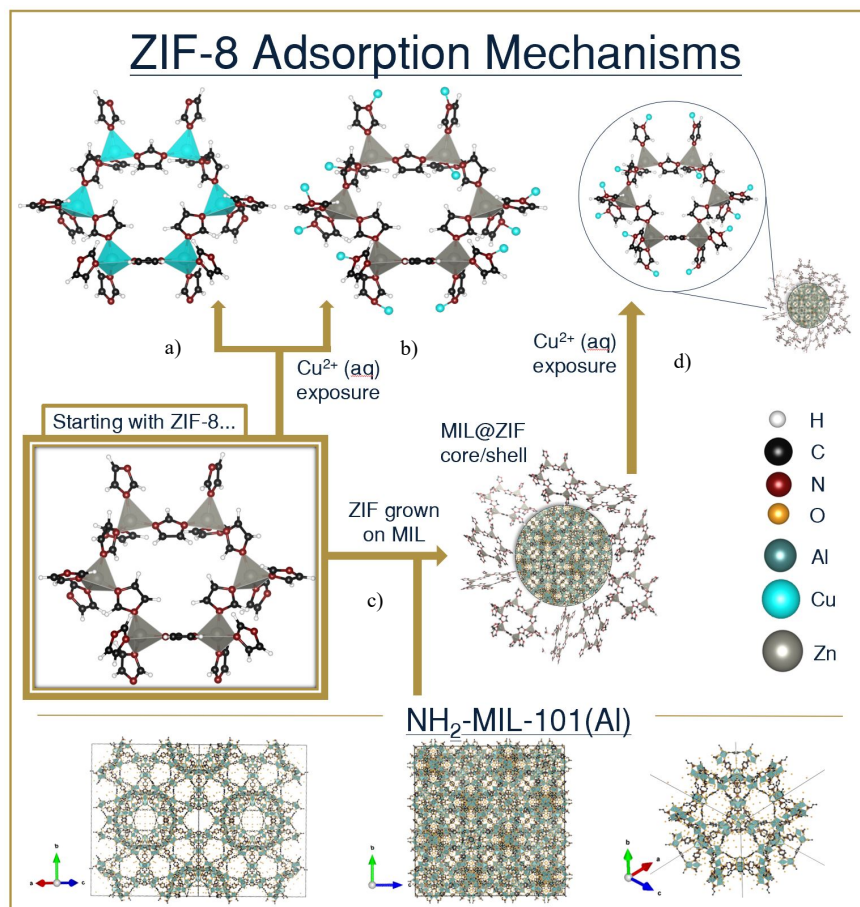 ZIF-8 Adsorption Mechanisms
a)
b)
d)
Cu²⁺ (aq)
exposure
Cu²⁺ (aq)
exposure
Starting with ZIF-8...
MIL@ZIF
core/shell
ZIF grown
on MIL
c)
H
C
N
O
Al
Cu
Zn
NH₂-MIL-101(Al)
b
a
c
b
c
b
a
c